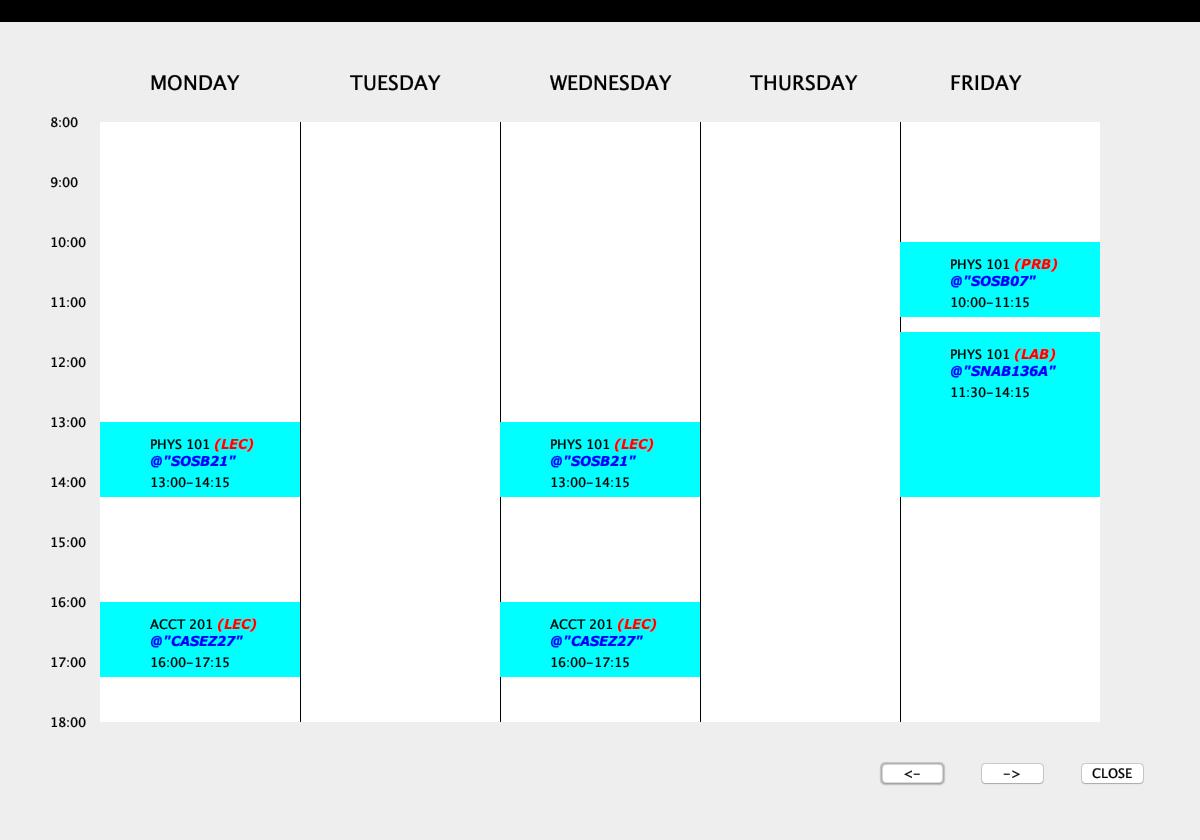 MONDAY TUESDAY WEDNESDAY THURSDAY FRIDAY
8:00
9:00
10:00
PHYS 101 (PRB)
@"SOSB07"
10:00-11:15
11:00
PHYS 101 (LAB)
@"SNAB136A"
11:30-14:15
12:00
13:00
PHYS 101 (LEC)
@"SOSB21"
13:00-14:15
PHYS 101 (LEC)
@"SOSB21"
13:00-14:15
14:00
15:00
16:00
ACCT 201 (LEC)
@"CASEZ27"
16:00-17:15
ACCT 201 (LEC)
@"CASEZ27"
16:00-17:15
17:00
18:00
<- -> CLOSE